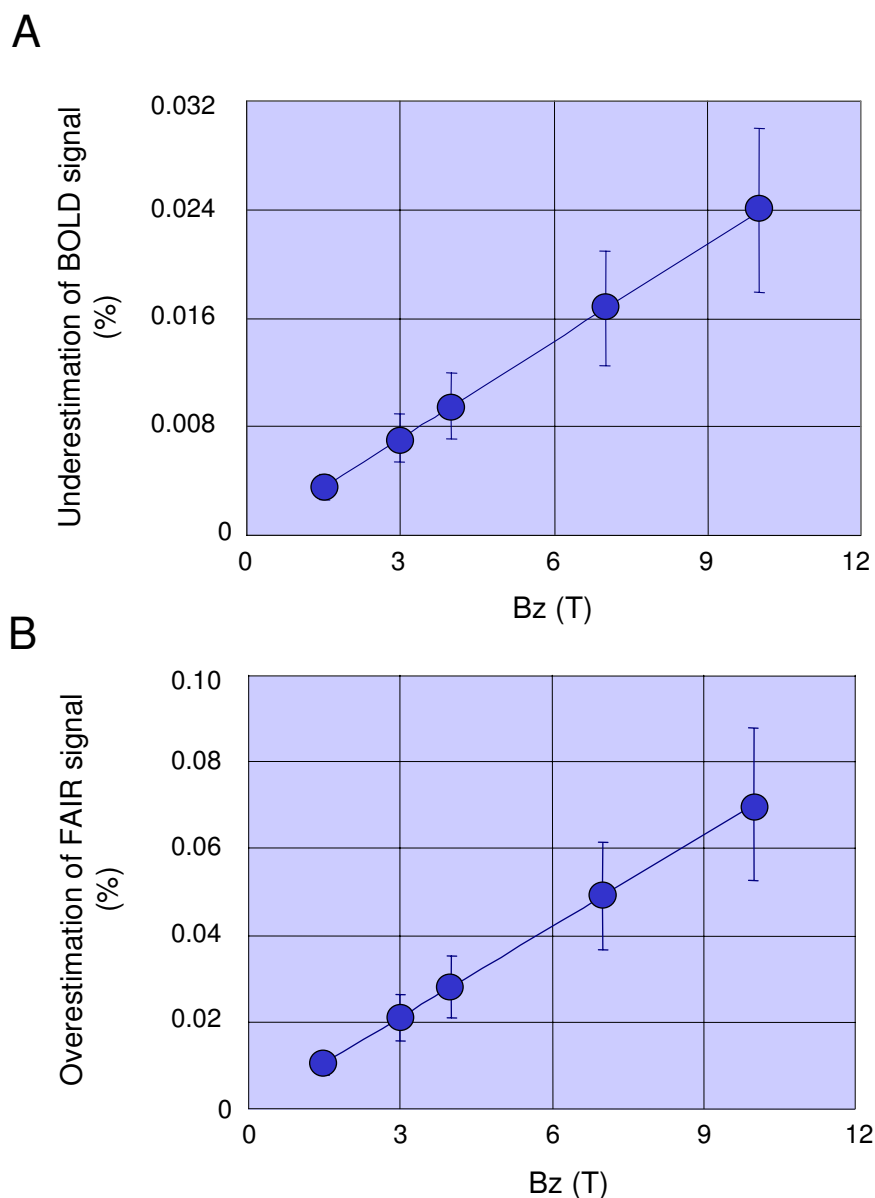 A
Underestimation of BOLD signal
(%)
0.032
0.024
0.016
0.008
0
0 3 6 9 12
Bz (T)
B
Overestimation of FAIR signal
(%)
0.10
0.08
0.06
0.04
0.02
0
0 3 6 9 12
Bz (T)